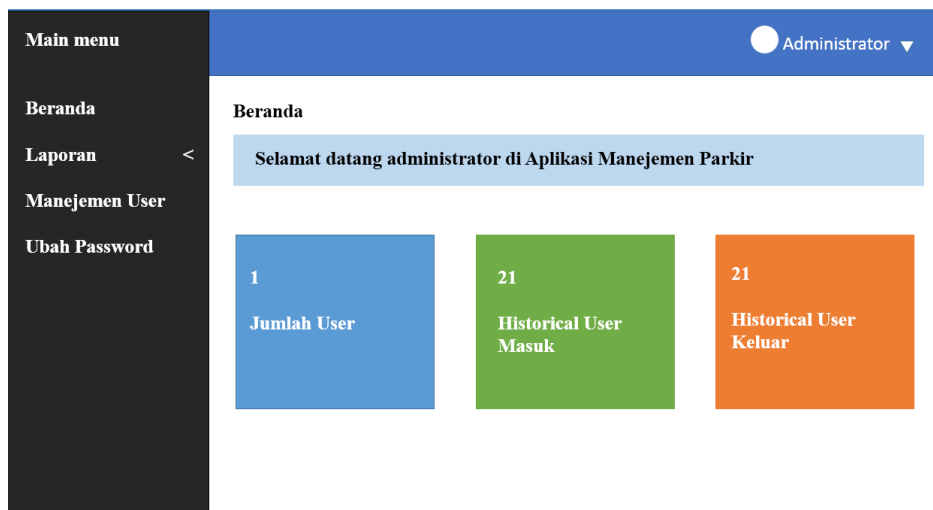 Main menu
Administrator ▼
Beranda
Laporan <
Manejemen User
Ubah Password
Beranda
Selamat datang administrator di Aplikasi Manejemen Parkir
1
Jumlah User
21
Historical User
Masuk
21
Historical User
Keluar